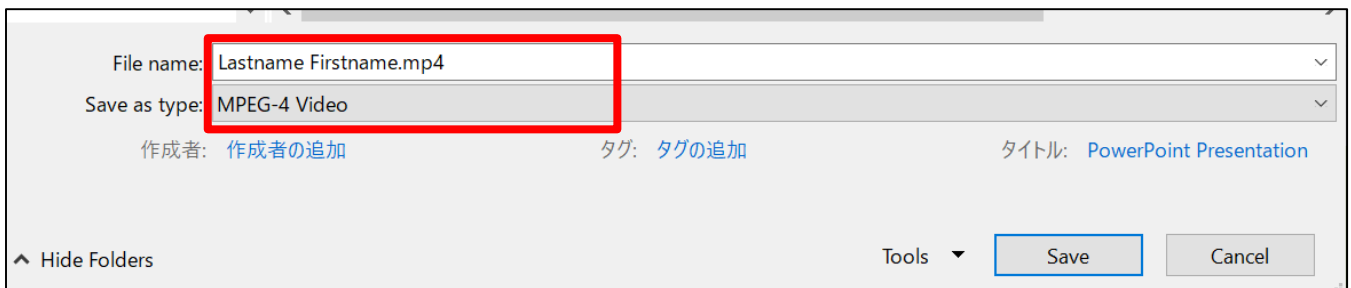 File name: Lastname Firstname.mp4
Save as type: MPEG-4 Video
作成者: 作成者の追加 タグ: タグの追加 タイトル: PowerPoint Presentation
Hide Folders Tools Save Cancel